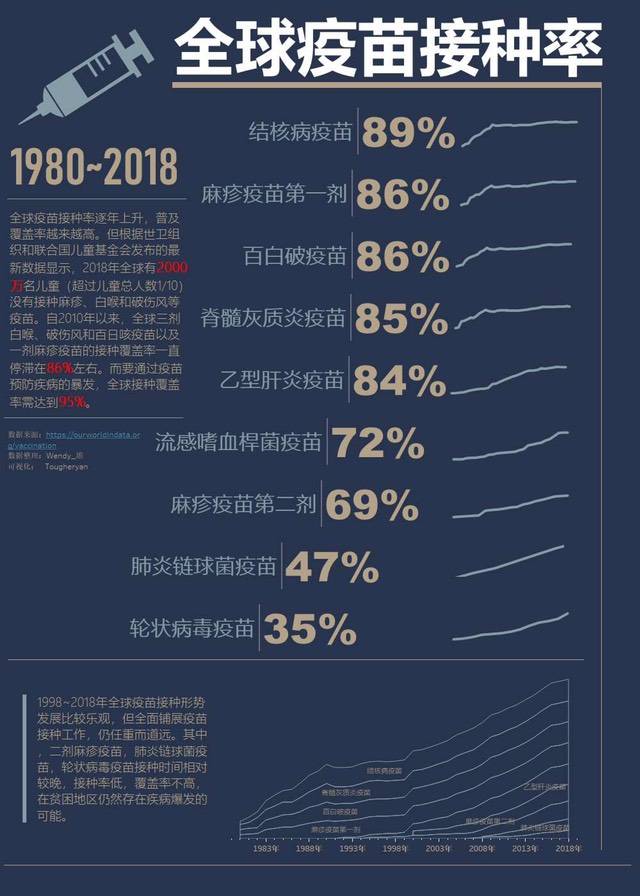 全球疫苗接种率
1980~2018
全球疫苗接种率逐年上升，普及
覆盖率越来越高。但根据世卫组
织和联合国儿童基金会发布的最
新数据显示，2018年全球有2000
万名儿童（超过儿童总人数1/10）
没有接种麻疹、白喉和破伤风等
疫苗。自2010年以来，全球三剂
白喉、破伤风和百日咳疫苗以及
一剂麻疹疫苗的接种覆盖率一直
停滞在86%左右。而要通过疫苗
预防疾病的暴发，全球接种覆盖
率需达到95%。
数据来源：https://ourworldindata.or
g/vaccination
数据整理：Wendy_雄
可视化： Tougheryan
结核病疫苗 89%
麻疹疫苗第一剂 86%
百白破疫苗 86%
脊髓灰质炎疫苗 85%
乙型肝炎疫苗 84%
流感嗜血桿菌疫苗 72%
麻疹疫苗第二剂 69%
肺炎链球菌疫苗 47%
轮状病毒疫苗 35%
1998~2018年全球疫苗接种形势
发展比较乐观，但全面铺展疫苗
接种工作，仍任重而道远。其中
，二剂麻疹疫苗，肺炎链球菌疫
苗，轮状病毒疫苗接种时间相对
较晚，接种率低，覆盖率不高，
在贫困地区仍然存在疾病爆发的
可能。
结核病疫苗
脊髓灰质炎疫苗
乙型肝炎疫苗
百白破疫苗
麻疹疫苗第二剂
麻疹疫苗第一剂
肺炎链球菌疫苗
1983年 1988年 1993年 1998年 2003年 2008年 2013年 2018年